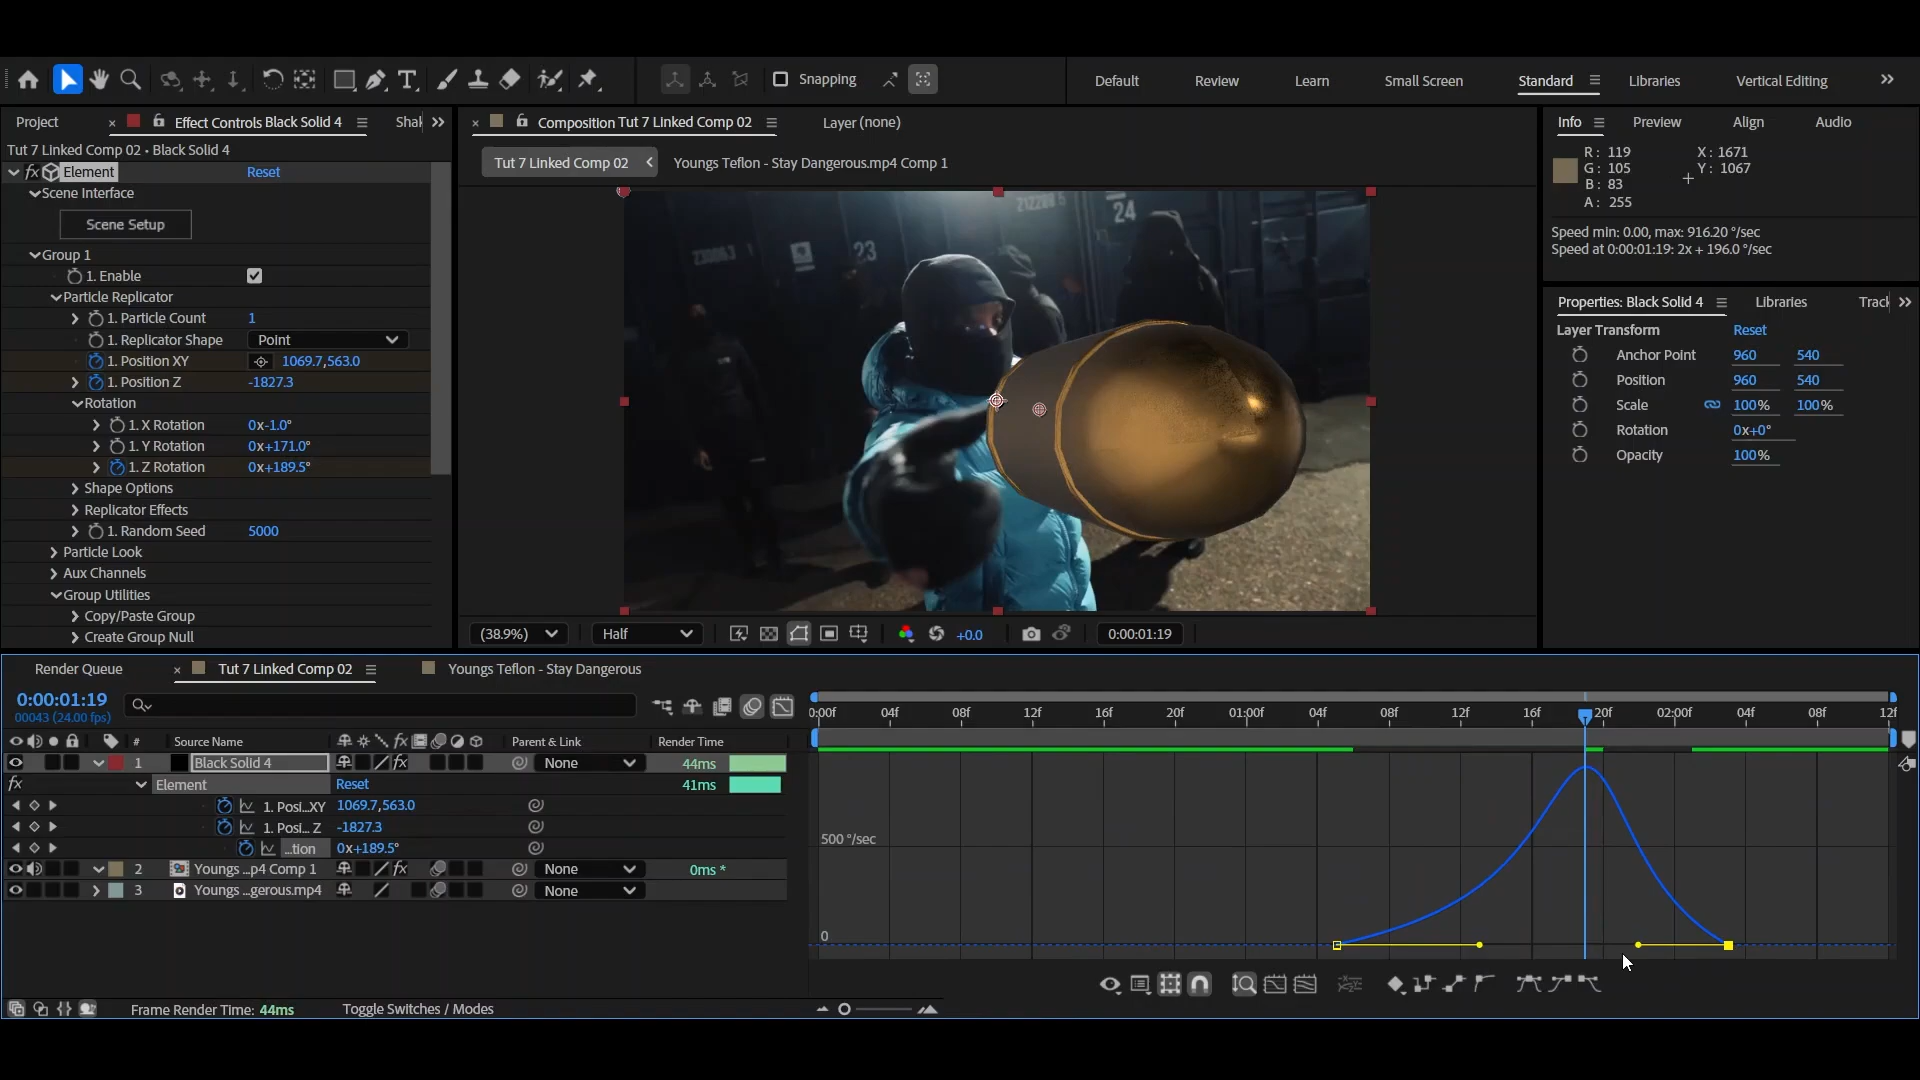 Snapping
Default
Review
Learn
Small Screen
Standard
Libraries
Vertical Editing
Project
Effect Controls Black Solid 4
Composition Tut 7 Linked Comp 02
Layer (none)
Info
Preview
Align
Audio
Tut 7 Linked Comp 02 • Black Solid 4
Tut 7 Linked Comp 02
Youngs Teflon - Stay Dangerous.mp4 Comp 1
R: 119
G: 105
B: 83
A: 255
X: 1671
Y: 1067
Speed min: 0.00, max: 916.20 °/sec
Speed at 0:00:01:19: 2x + 196.0 °/sec
fx Element Reset
Scene Interface
Scene Setup
Group 1
1. Enable
Particle Replicator
1. Particle Count 1
1. Replicator Shape Point
1. Position XY 1069.7,563.0
1. Position Z -1827.3
Rotation
1. X Rotation 0x-1.0°
1. Y Rotation 0x+171.0°
1. Z Rotation 0x+189.5°
Shape Options
Replicator Effects
1. Random Seed 5000
Particle Look
Aux Channels
Group Utilities
Copy/Paste Group
Create Group Null
23
24
Properties: Black Solid 4
Libraries
Layer Transform Reset
Anchor Point 960 540
Position 960 540
Scale 100% 100%
Rotation 0x+0°
Opacity 100%
(38.9%)
Half
+0.0
0:00:01:19
Render Queue
Tut 7 Linked Comp 02
Youngs Teflon - Stay Dangerous
0:00:01:19
00043 (24.00 fps)
0:00f 04f 08f 12f 16f 20f 01:00f 04f 08f 12f 16f 20f 02:00f 04f 08f 12f
# Source Name fx Parent & Link Render Time
1 Black Solid 4 fx None 44ms
fx Element Reset 41ms
1. Posi...XY 1069.7,563.0
1. Posi... Z -1827.3
...tion 0x+189.5°
2 Youngs ...p4 Comp 1 fx None 0ms *
3 Youngs ...gerous.mp4 None
500 °/sec
0
Frame Render Time: 44ms
Toggle Switches / Modes